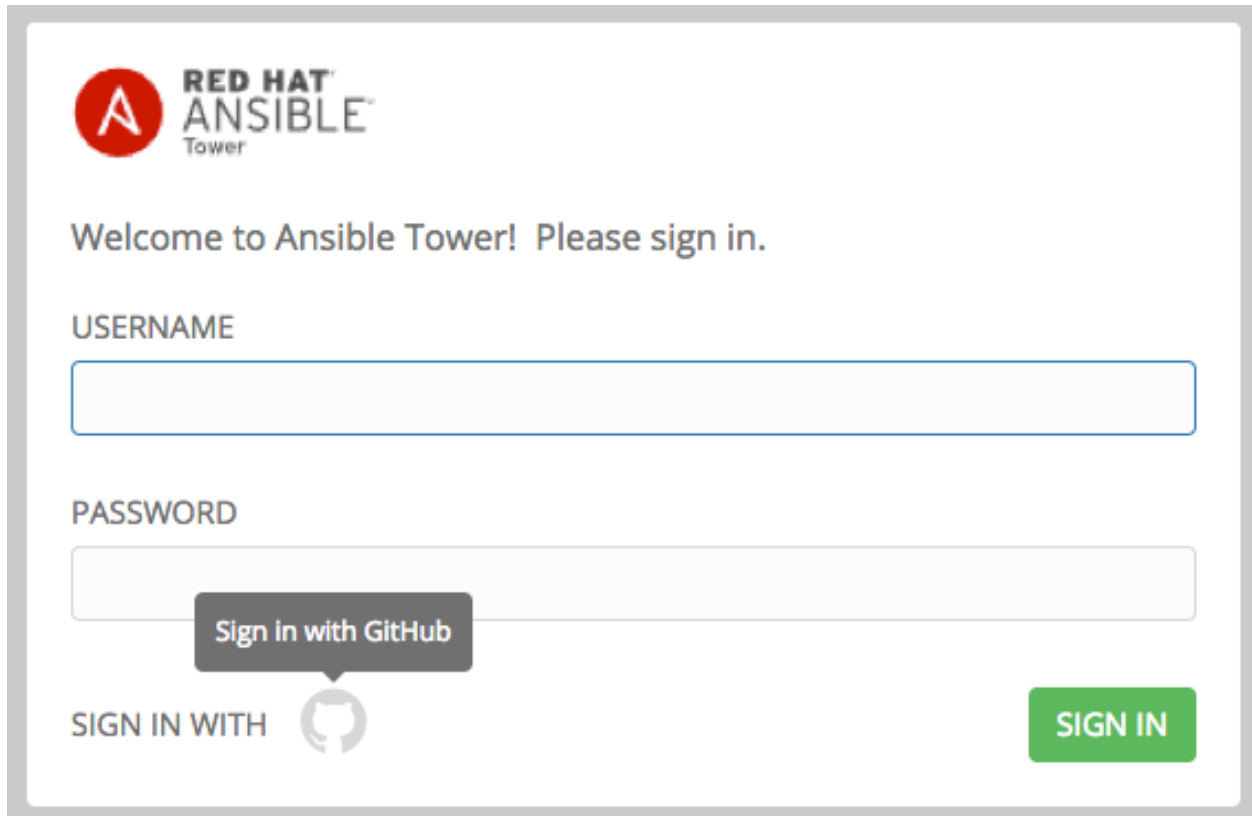 RED HAT
ANSIBLE
Tower
Welcome to Ansible Tower! Please sign in.
USERNAME
PASSWORD
Sign in with GitHub
SIGN IN WITH
SIGN IN